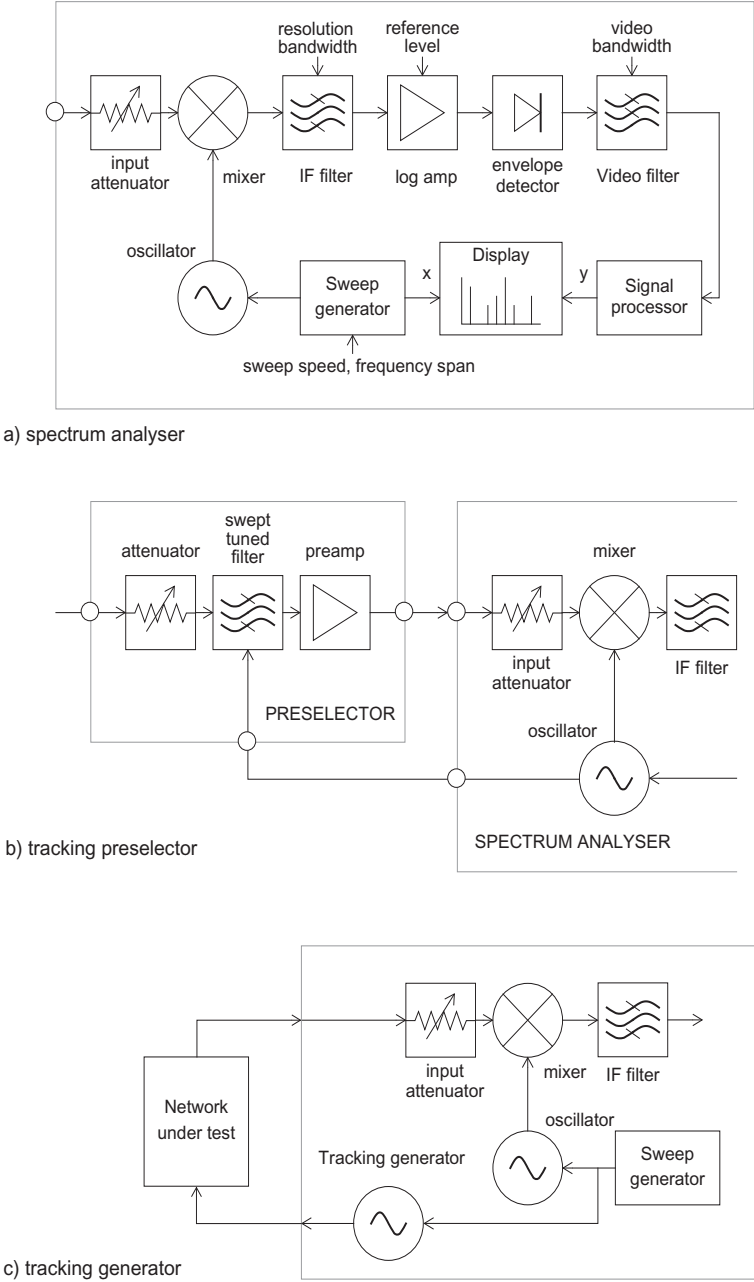 resolution
bandwidth
reference
level
video
bandwidth
input
attenuator
mixer
IF filter
log amp
envelope
detector
Video filter
oscillator
Sweep
generator
x
Display
y
Signal
processor
sweep speed, frequency span
a) spectrum analyser
attenuator
swept
tuned
filter
preamp
mixer
input
attenuator
IF filter
PRESELECTOR
oscillator
SPECTRUM ANALYSER
b) tracking preselector
input
attenuator
mixer
IF filter
Network
under test
oscillator
Sweep
generator
Tracking generator
c) tracking generator